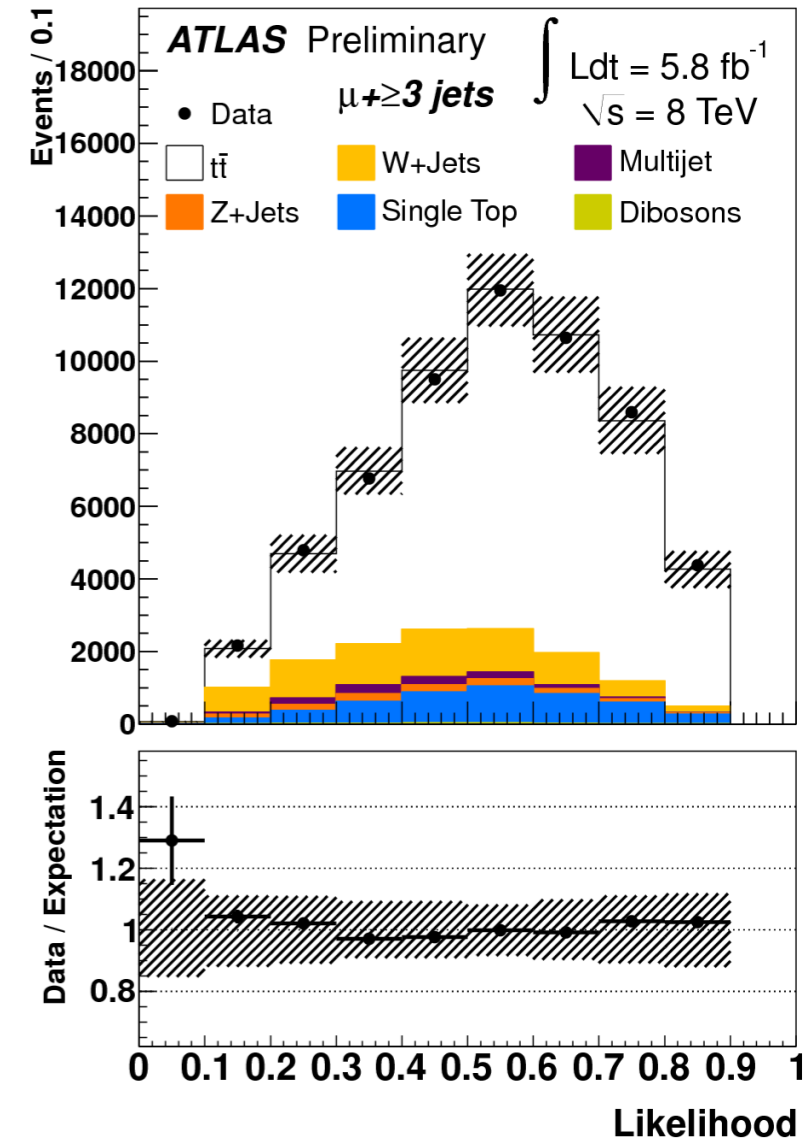 Events / 0.1
ATLAS Preliminary
∫ Ldt = 5.8 fb⁻¹
μ+≥3 jets
√s = 8 TeV
Data
tt̄
W+Jets
Multijet
Z+Jets
Single Top
Dibosons
18000
16000
14000
12000
10000
8000
6000
4000
2000
0
Data / Expectation
1.4
1.2
1
0.8
0 0.1 0.2 0.3 0.4 0.5 0.6 0.7 0.8 0.9 1
Likelihood